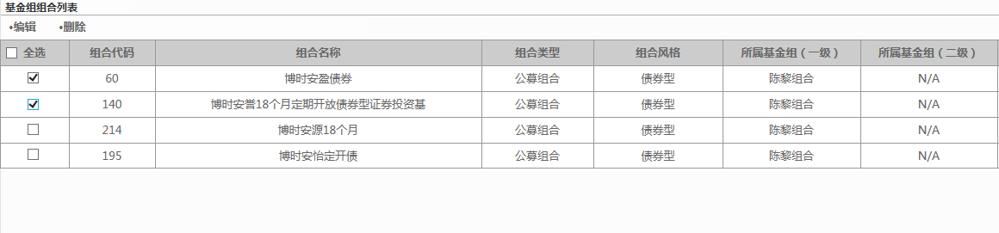 基金组组合列表
•编辑 •删除
全选 组合代码 组合名称 组合类型 组合风格 所属基金组（一级） 所属基金组（二级）
60 博时安盈债券 公募组合 债券型 陈黎组合 N/A
140 博时安誉18个月定期开放债券型证券投资基 公募组合 债券型 陈黎组合 N/A
214 博时安源18个月 公募组合 债券型 陈黎组合 N/A
195 博时安怡定开债 公募组合 债券型 陈黎组合 N/A